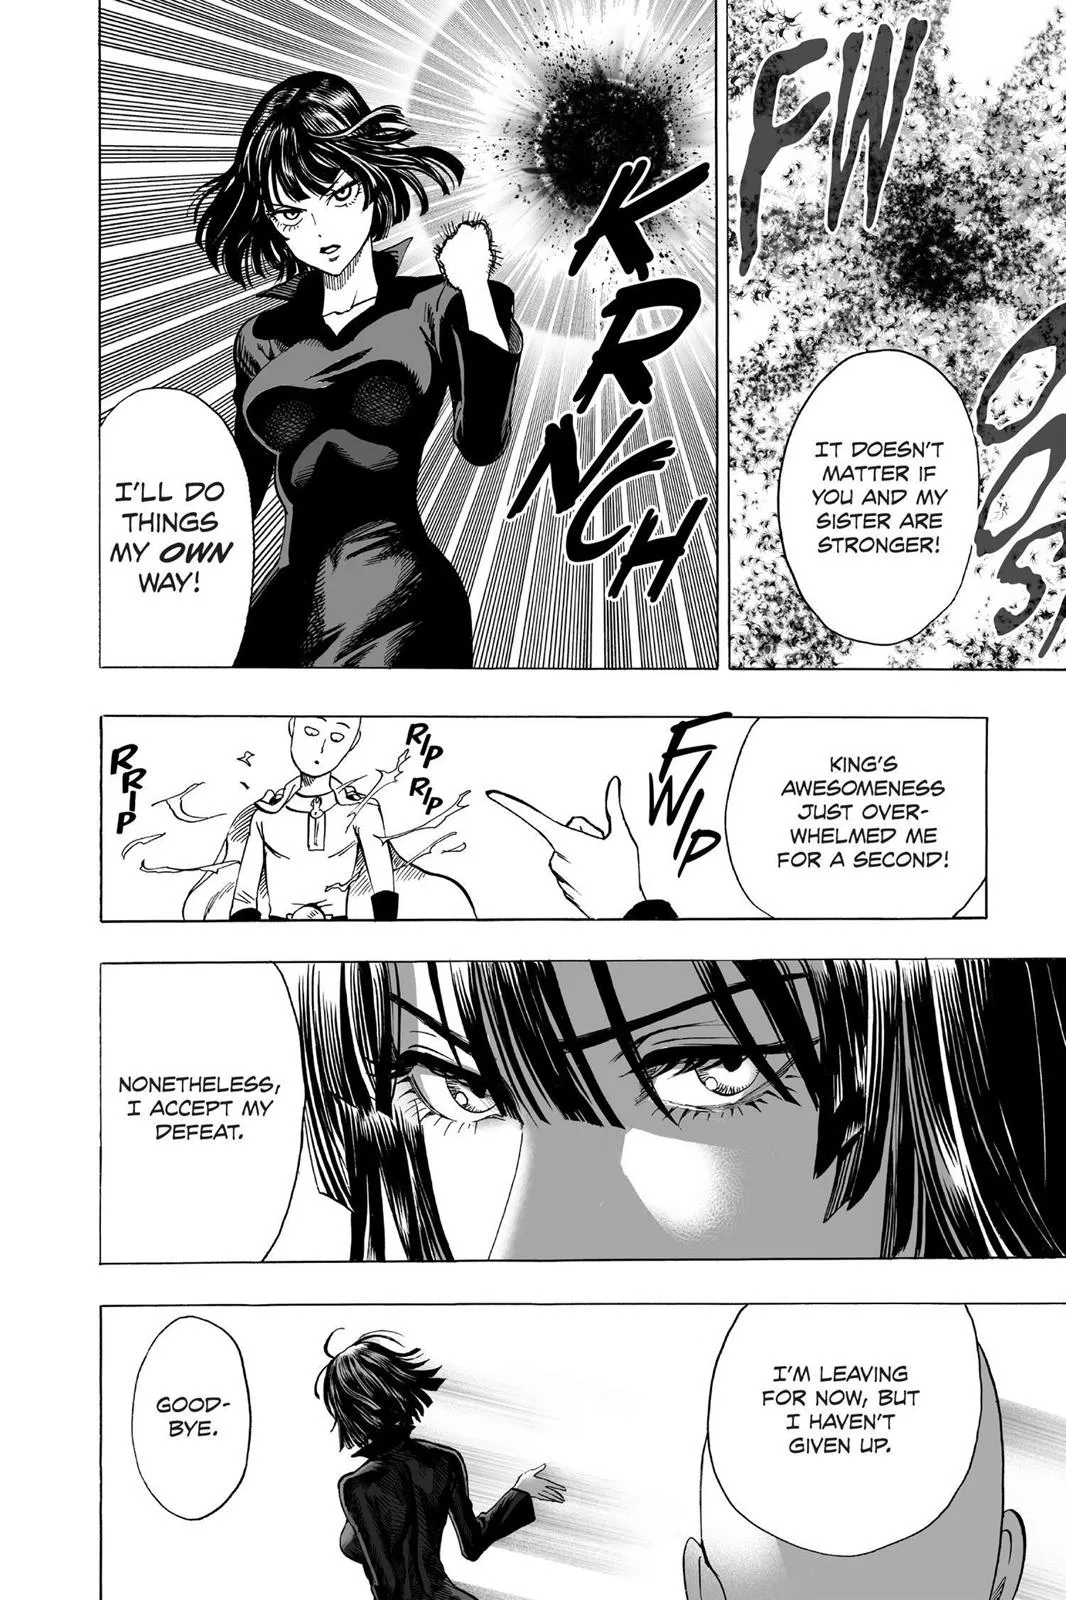 FWOOOSH
IT DOESN'T
MATTER IF
YOU AND MY
SISTER ARE
STRONGER!
KRRNCH
I'LL DO
THINGS
MY OWN
WAY!
KING'S
AWESOMENESS
JUST OVER-
WHELMED ME
FOR A SECOND!
FWIP
RIP
RIP
RRIP
NONETHELESS,
I ACCEPT MY
DEFEAT.
I'M LEAVING
FOR NOW, BUT
I HAVEN'T
GIVEN UP.
GOOD-
BYE.